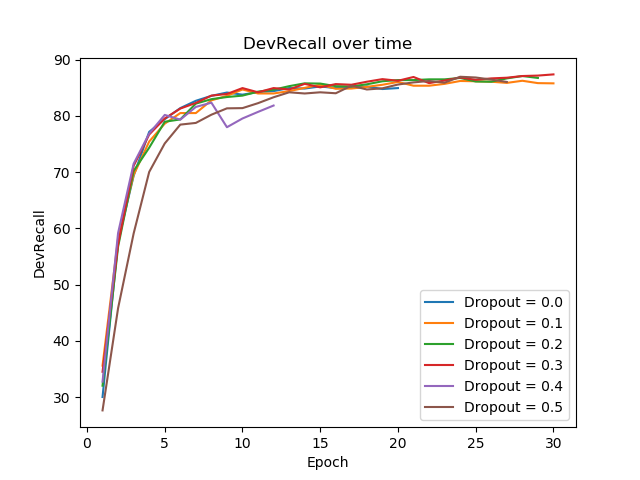 DevRecall over time
DevRecall
90
80
70
60
50
40
30
0
5
10
15
20
25
30
Epoch
Dropout = 0.0
Dropout = 0.1
Dropout = 0.2
Dropout = 0.3
Dropout = 0.4
Dropout = 0.5